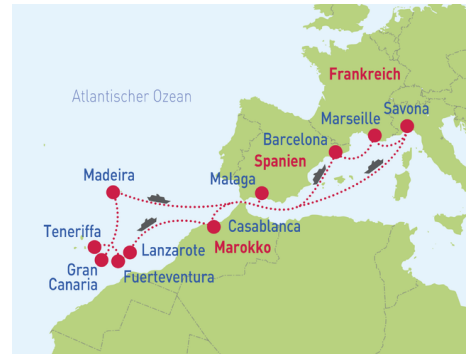 Frankreich
Atlantischer Ozean
Savona
Marseille
Barcelona
Spanien
Madeira
Malaga
Teneriffa
Casablanca
Marokko
Lanzarote
Gran
Canaria
Fuerteventura